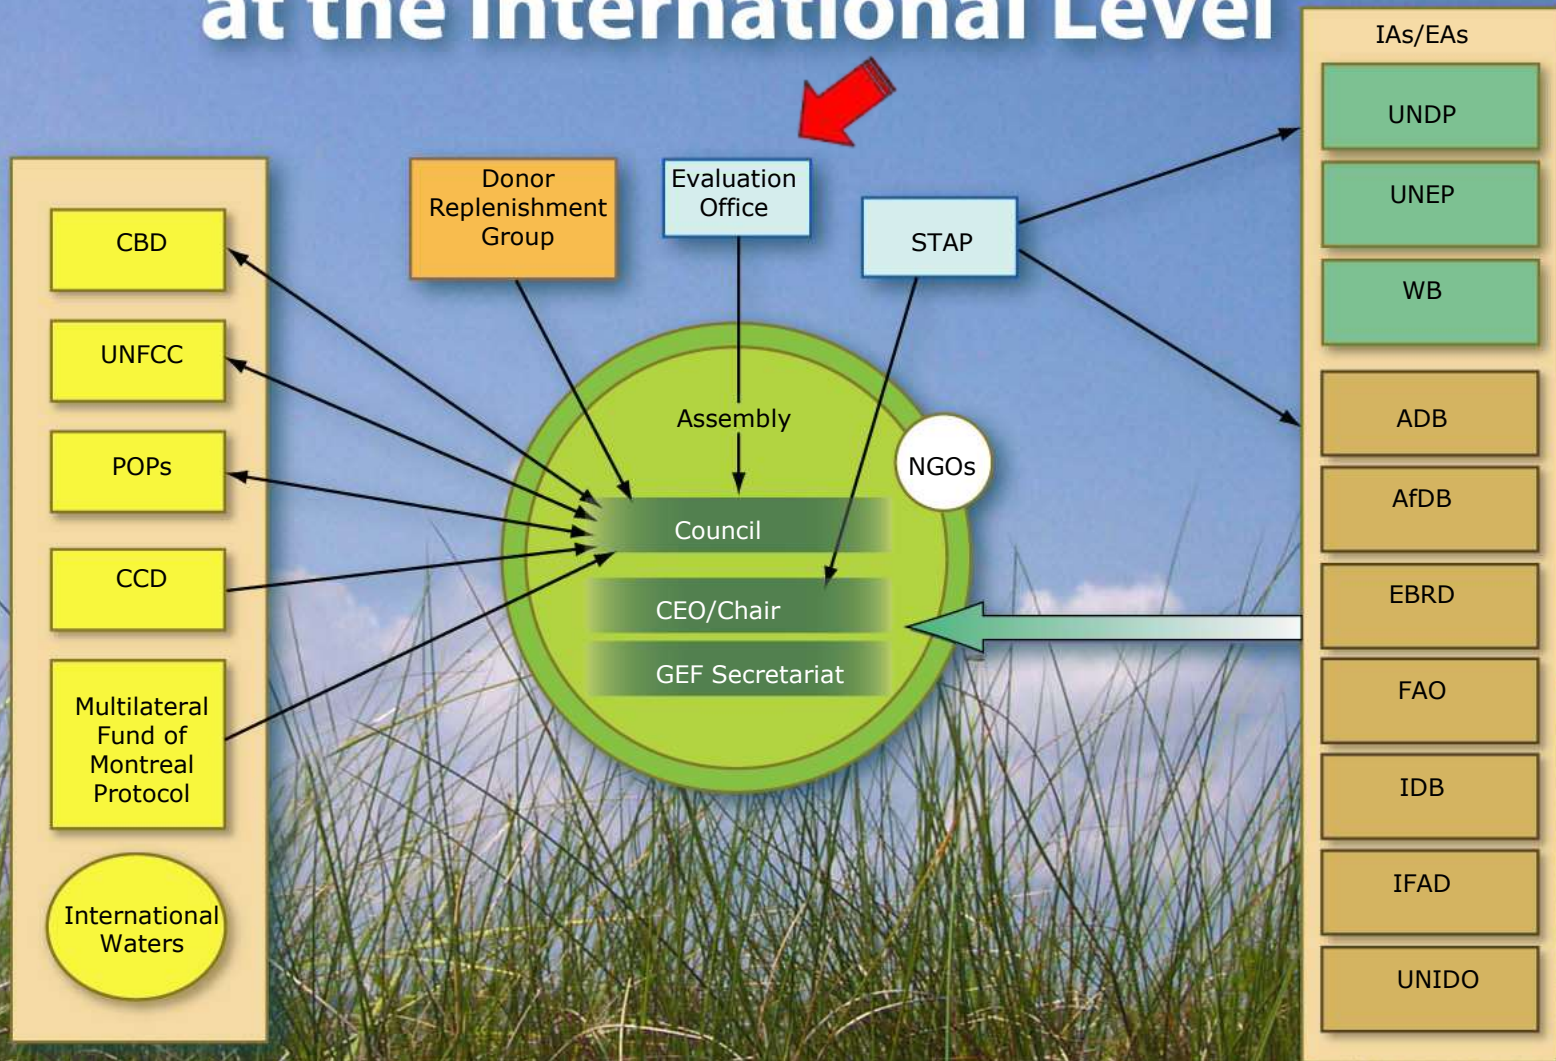 at the International Level
IAs/EAs
UNDP
UNEP
WB
ADB
AfDB
EBRD
FAO
IDB
IFAD
UNIDO
Donor
Replenishment
Group
Evaluation
Office
STAP
CBD
UNFCC
POPs
CCD
Multilateral
Fund of
Montreal
Protocol
International
Waters
Assembly
NGOs
Council
CEO/Chair
GEF Secretariat